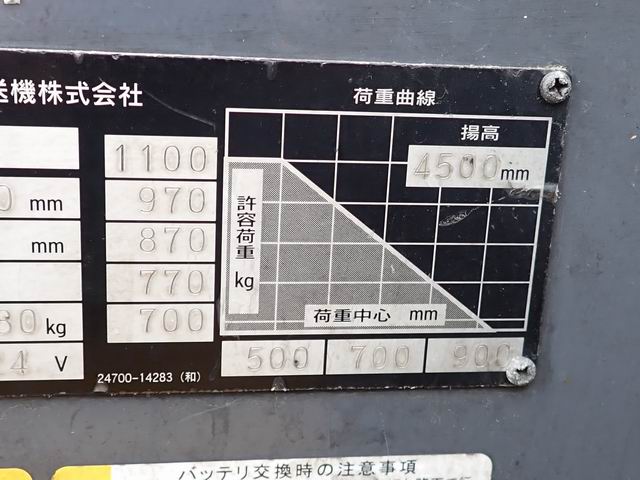 送機株式会社
荷重曲線
揚高
4500mm
1100
970
870
770
700
mm
mm
kg
V
許容荷重
kg
荷重中心 mm
500 700 900
24700-14283 (和)
バッテリ交換時の注意事項